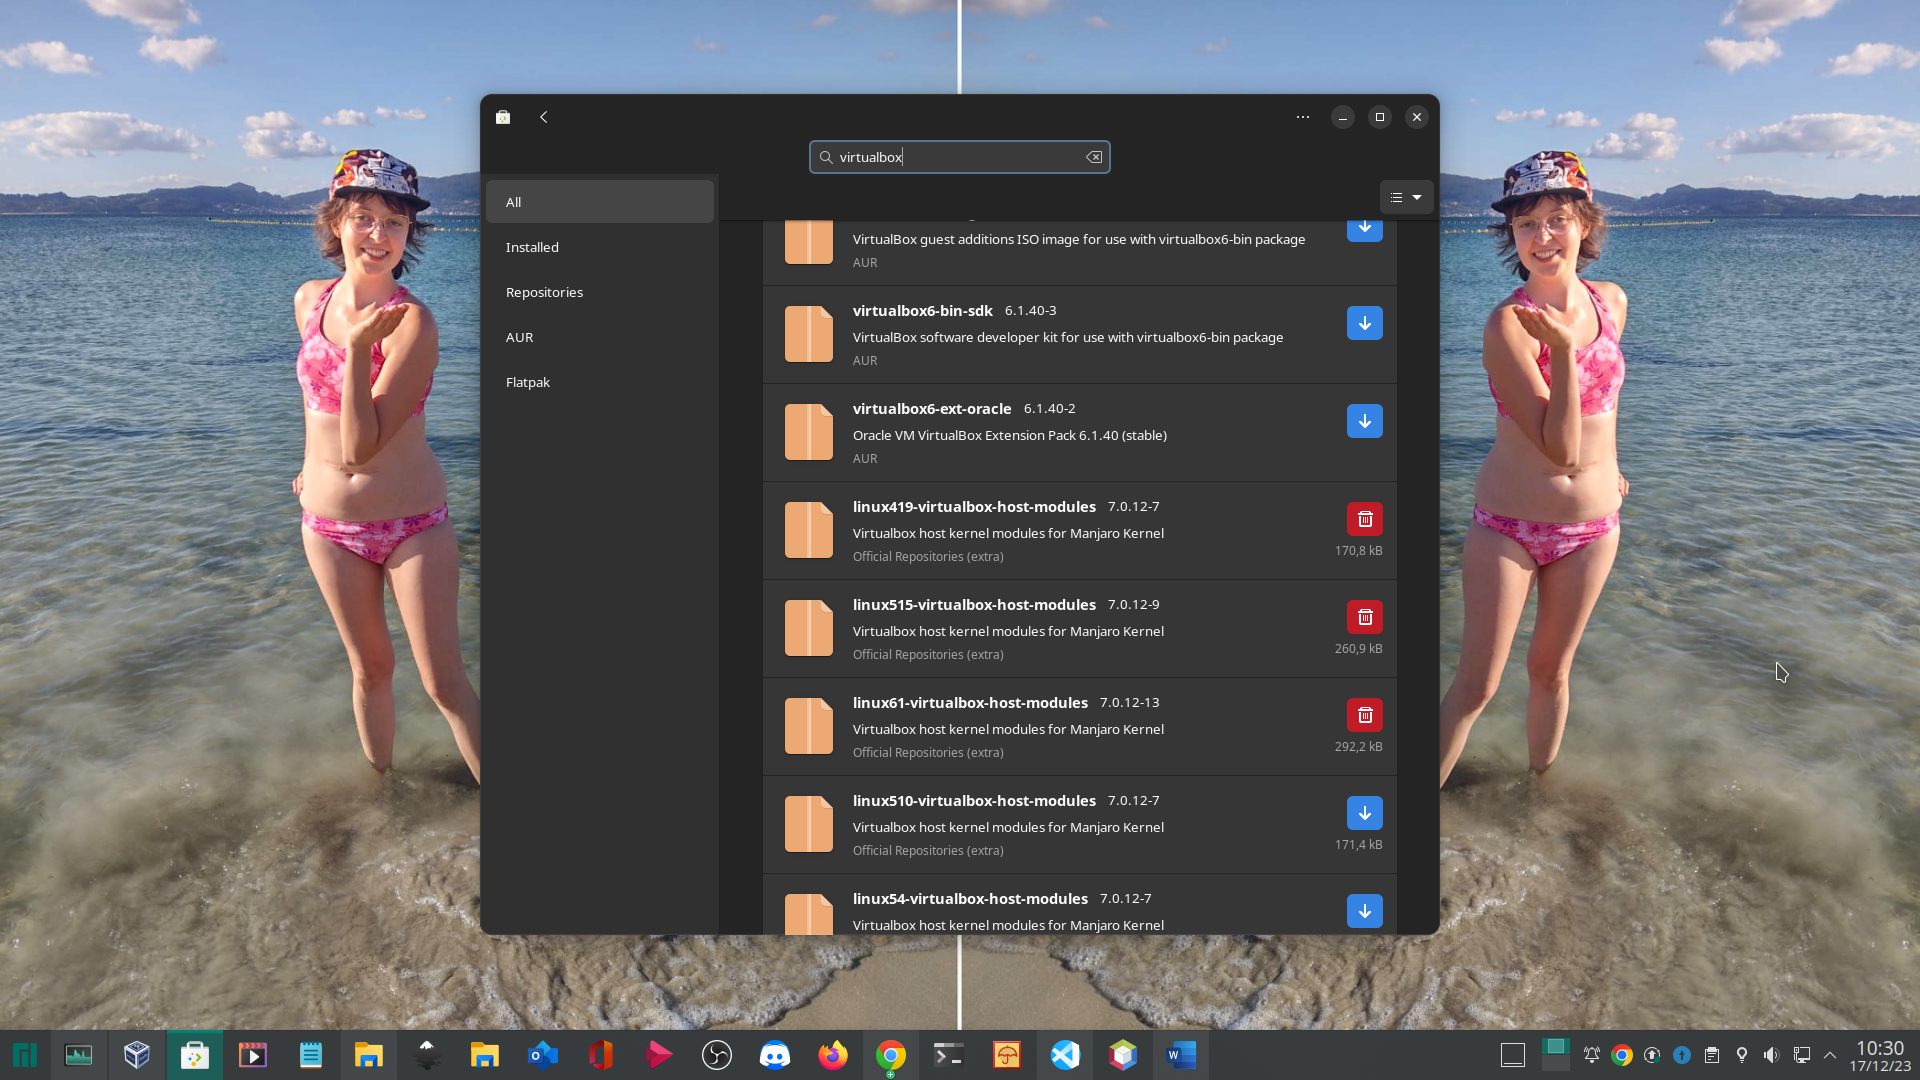 virtualbox
All
Installed
Repositories
AUR
Flatpak
VirtualBox guest additions ISO image for use with virtualbox6-bin package
AUR
virtualbox6-bin-sdk 6.1.40-3
VirtualBox software developer kit for use with virtualbox6-bin package
AUR
virtualbox6-ext-oracle 6.1.40-2
Oracle VM VirtualBox Extension Pack 6.1.40 (stable)
AUR
linux419-virtualbox-host-modules 7.0.12-7
Virtualbox host kernel modules for Manjaro Kernel
Official Repositories (extra)
170,8 kB
linux515-virtualbox-host-modules 7.0.12-9
Virtualbox host kernel modules for Manjaro Kernel
Official Repositories (extra)
260,9 kB
linux61-virtualbox-host-modules 7.0.12-13
Virtualbox host kernel modules for Manjaro Kernel
Official Repositories (extra)
292,2 kB
linux510-virtualbox-host-modules 7.0.12-7
Virtualbox host kernel modules for Manjaro Kernel
Official Repositories (extra)
171,4 kB
linux54-virtualbox-host-modules 7.0.12-7
Virtualbox host kernel modules for Manjaro Kernel
10:30
17/12/23